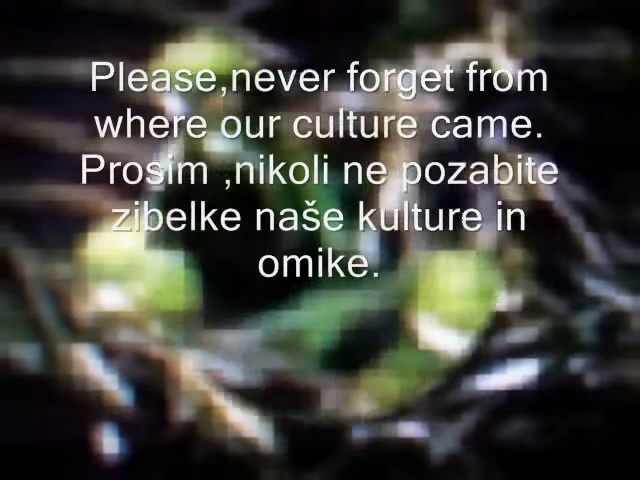 Please,never forget from
where our culture came.
Prosim ,nikoli ne pozabite
zibelke naše kulture in
omike.